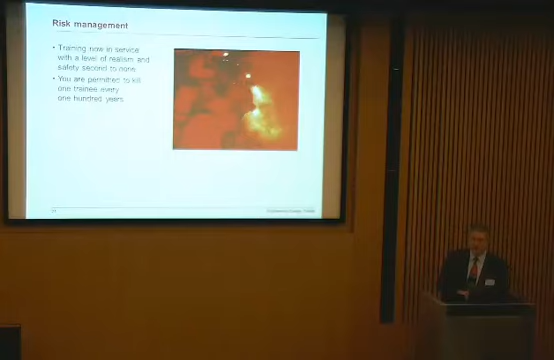 Risk management
• Training now in service
with a level of realism and
safety second to none
• You are permitted to kill
one trainee every
one hundred years